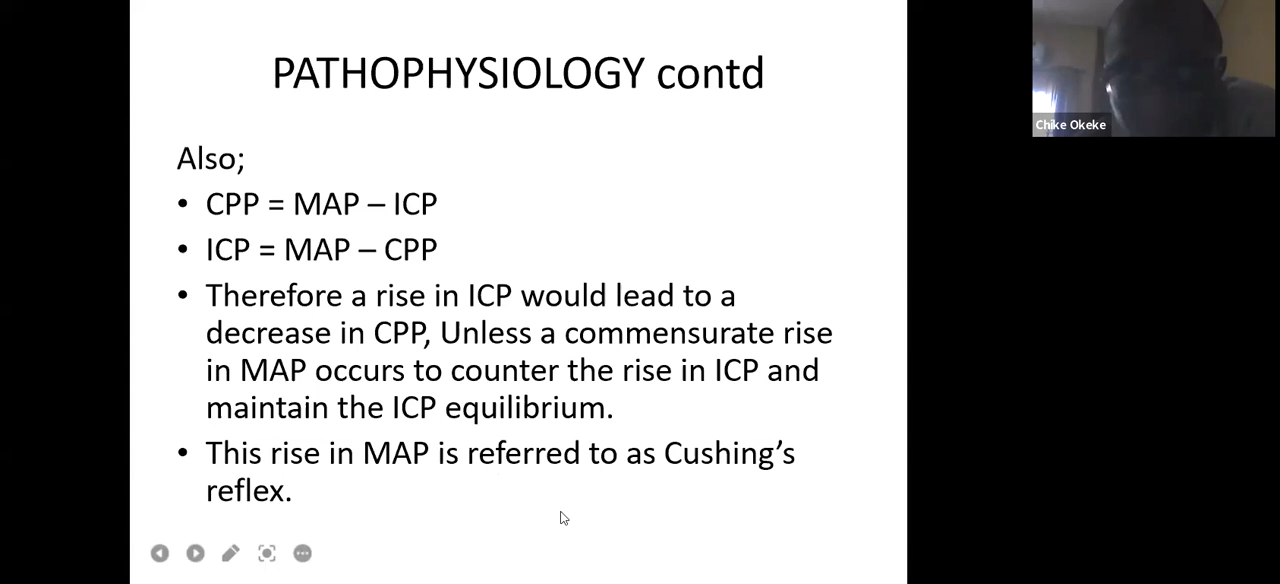 PATHOPHYSIOLOGY contd
Also;
• CPP = MAP – ICP
• ICP = MAP – CPP
• Therefore a rise in ICP would lead to a
decrease in CPP, Unless a commensurate rise
in MAP occurs to counter the rise in ICP and
maintain the ICP equilibrium.
• This rise in MAP is referred to as Cushing’s
reflex.
Chike Okeke